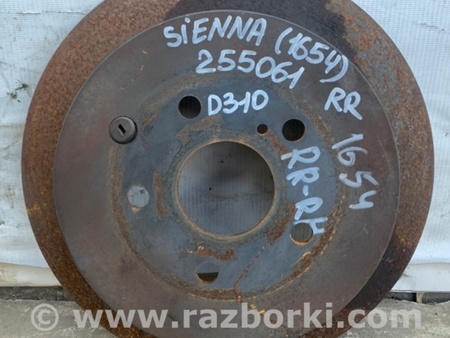 SIENNA (1654)
255061 RR
D310
1654
RR-RH
www.razborki.com